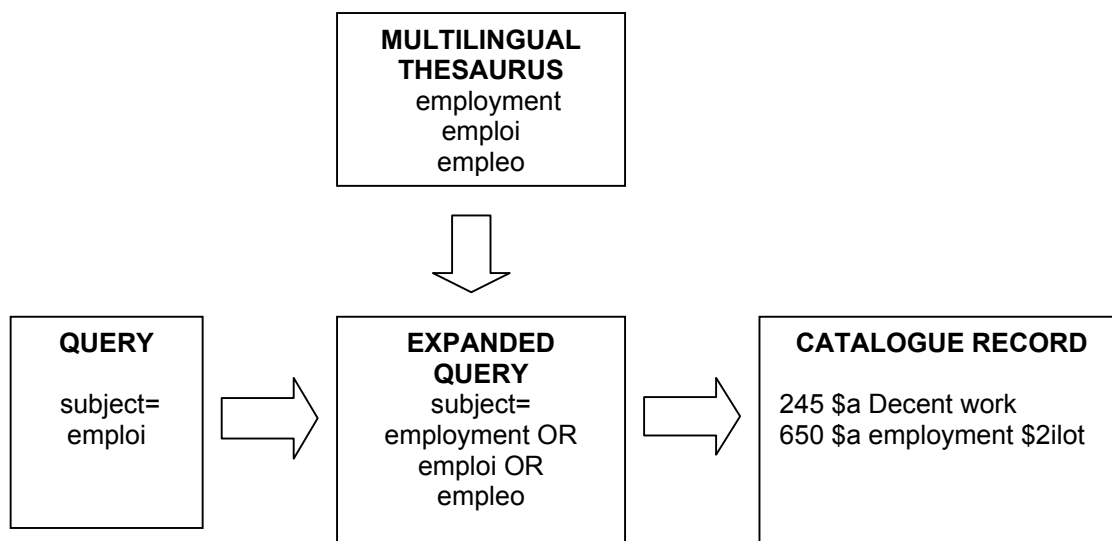 MULTILINGUAL
THESAURUS
employment
emploi
empleo
QUERY
subject=
emploi
EXPANDED
QUERY
subject=
employment OR
emploi OR
empleo
CATALOGUE RECORD
245 $a Decent work
650 $a employment $2ilot